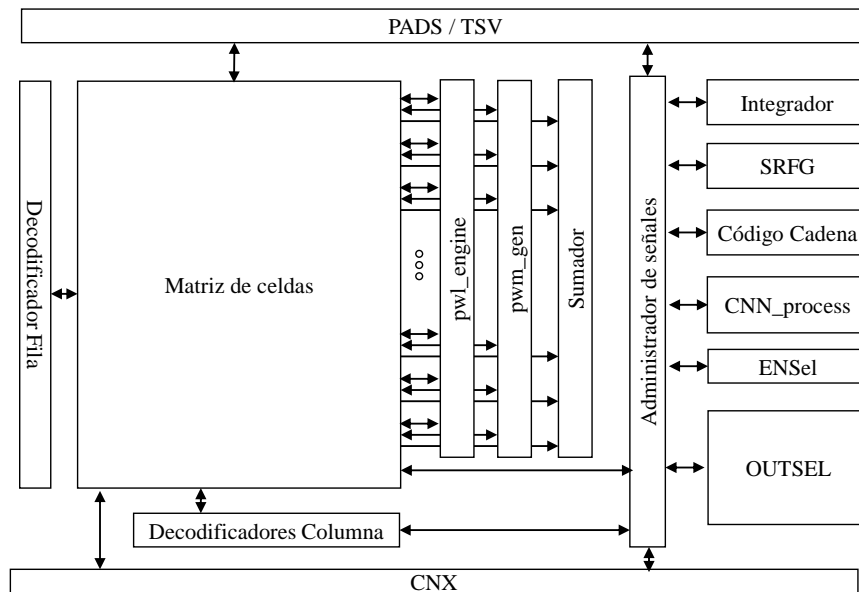 PADS / TSV
Decodificador Fila
Matriz de celdas
pwl_engine
pwm_gen
Sumador
Administrador de señales
Integrador
SRFG
Código Cadena
CNN_process
ENSel
OUTSEL
Decodificadores Columna
CNX